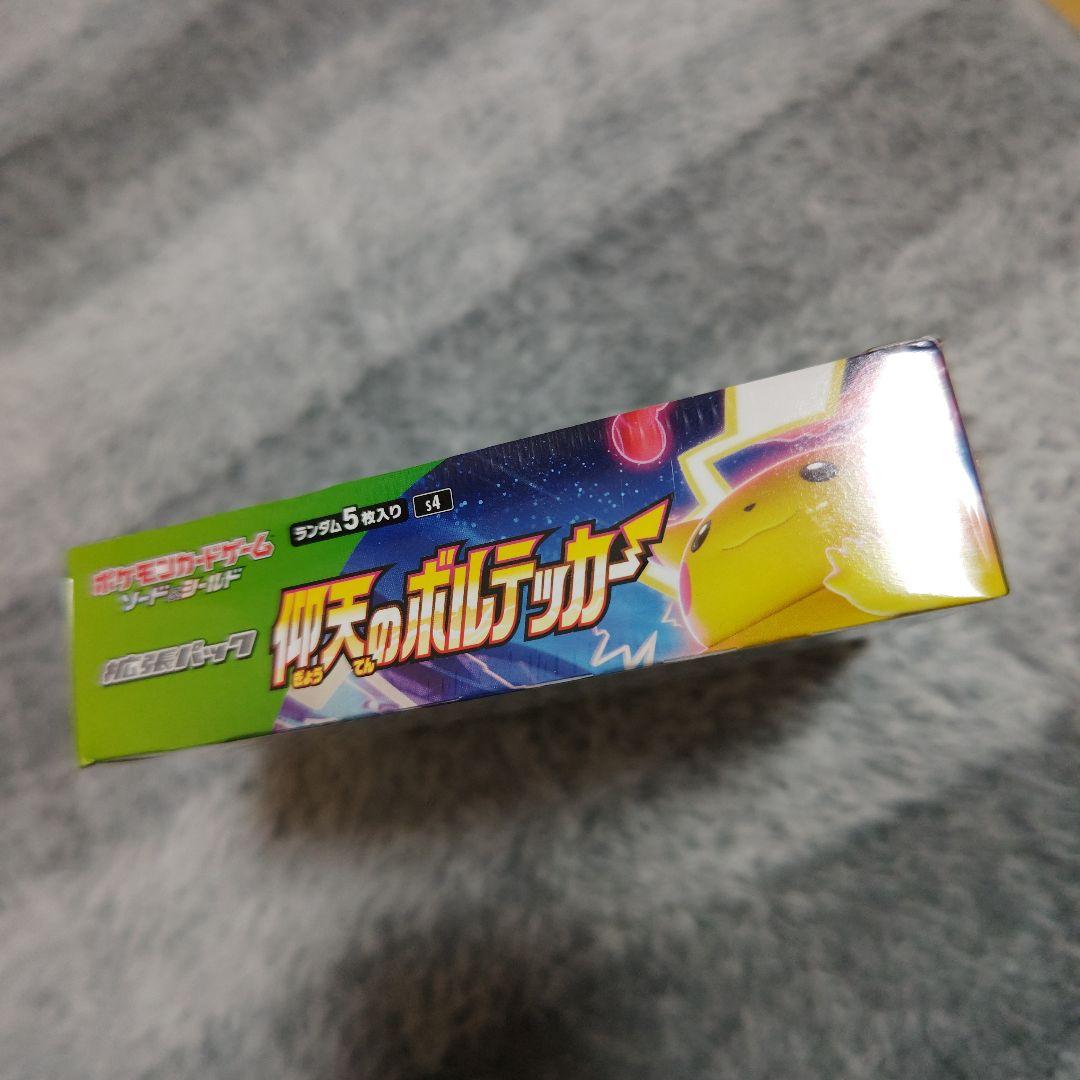 ポケモンカードゲーム
ソード&シールド
ランダム5枚入り
S4
拡張パック
仰天のボルテッカー
ぎょう てん